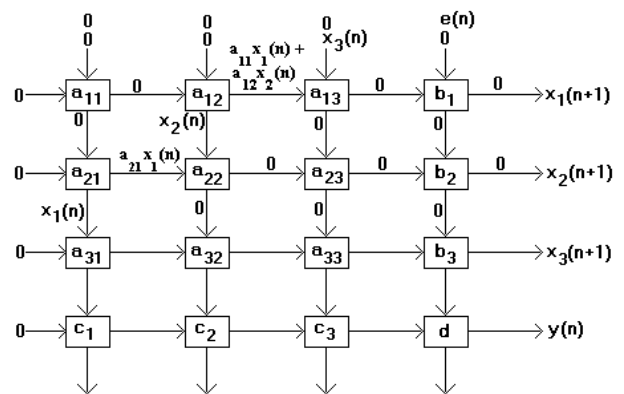 0 0 0 e(n)
0 0 x3(n) 0
a11x1(n) +
a12x2(n)
0 a11 0 a12 a13 0 b1 0 x1(n+1)
0 x2(n) 0 0
a21x1(n)
0 a21 a22 0 a23 0 b2 0 x2(n+1)
x1(n) 0 0 0
0 a31 a32 a33 b3 x3(n+1)
0 c1 c2 c3 d y(n)